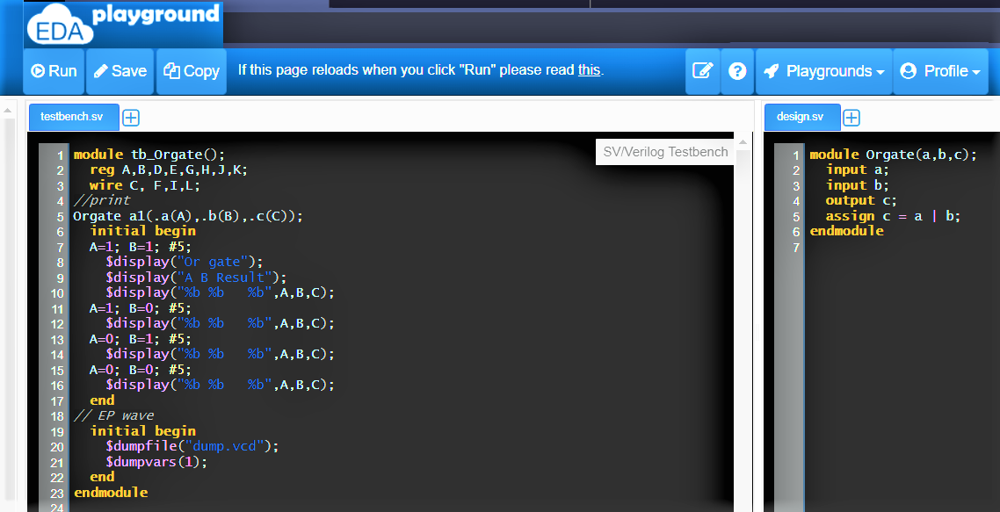 EDA playground
Run Save Copy If this page reloads when you click "Run" please read this. ? Playgrounds Profile
testbench.sv
SV/Verilog Testbench
1 module tb_Orgate();
2 reg A,B,D,E,G,H,J,K;
3 wire C, F,I,L;
4 //print
5 Orgate a1(.a(A),.b(B),.c(C));
6 initial begin
7 A=1; B=1; #5;
8 $display("Or gate");
9 $display("A B Result");
10 $display("%b %b   %b",A,B,C);
11 A=1; B=0; #5;
12 $display("%b %b   %b",A,B,C);
13 A=0; B=1; #5;
14 $display("%b %b   %b",A,B,C);
15 A=0; B=0; #5;
16 $display("%b %b   %b",A,B,C);
17 end
18 // EP wave
19 initial begin
20 $dumpfile("dump.vcd");
21 $dumpvars(1);
22 end
23 endmodule
24
design.sv
1 module Orgate(a,b,c);
2 input a;
3 input b;
4 output c;
5 assign c = a | b;
6 endmodule
7